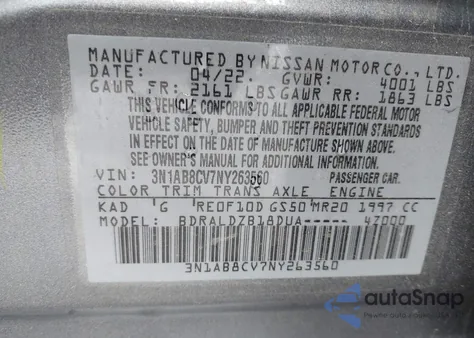 MANUFACTURED BY NISSAN MOTOR CO., LTD.
DATE: 04/22 GVWR: 4001 LBS
GAWR FR: 2161 LBS GAWR RR: 1863 LBS
THIS VEHICLE CONFORMS TO ALL APPLICABLE FEDERAL MOTOR
VEHICLE SAFETY, BUMPER AND THEFT PREVENTION STANDARDS
IN EFFECT ON THE DATE OF MANUFACTURE SHOWN ABOVE.
SEE OWNER'S MANUAL FOR ADDITIONAL INFORMATION.
VIN: 3N1AB8CV7NY263560 PASSENGER CAR.
COLOR TRIM TRANS AXLE ENGINE
KAD G RE0F10D GS50 MR20 1997 CC
MODEL: BDRALDZB18DUA----- 4Z000
3N1AB8CV7NY263560
autoSnap